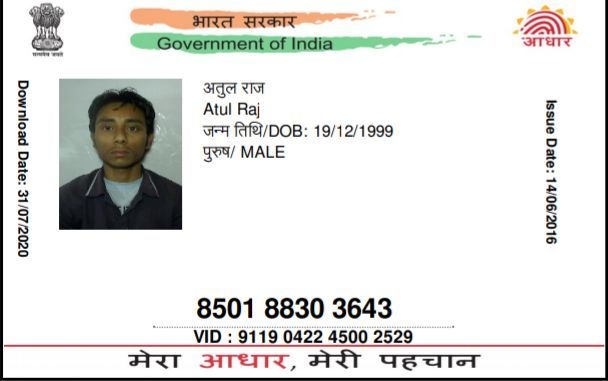 भारत सरकार
Government of India
आधार
सत्यमेव जयते
Download Date: 31/07/2020
अतुल राज
Atul Raj
जन्म तिथि/DOB: 19/12/1999
पुरुष/ MALE
Issue Date: 14/06/2016
8501 8830 3643
VID : 9119 0422 4500 2529
मेरा आधार, मेरी पहचान